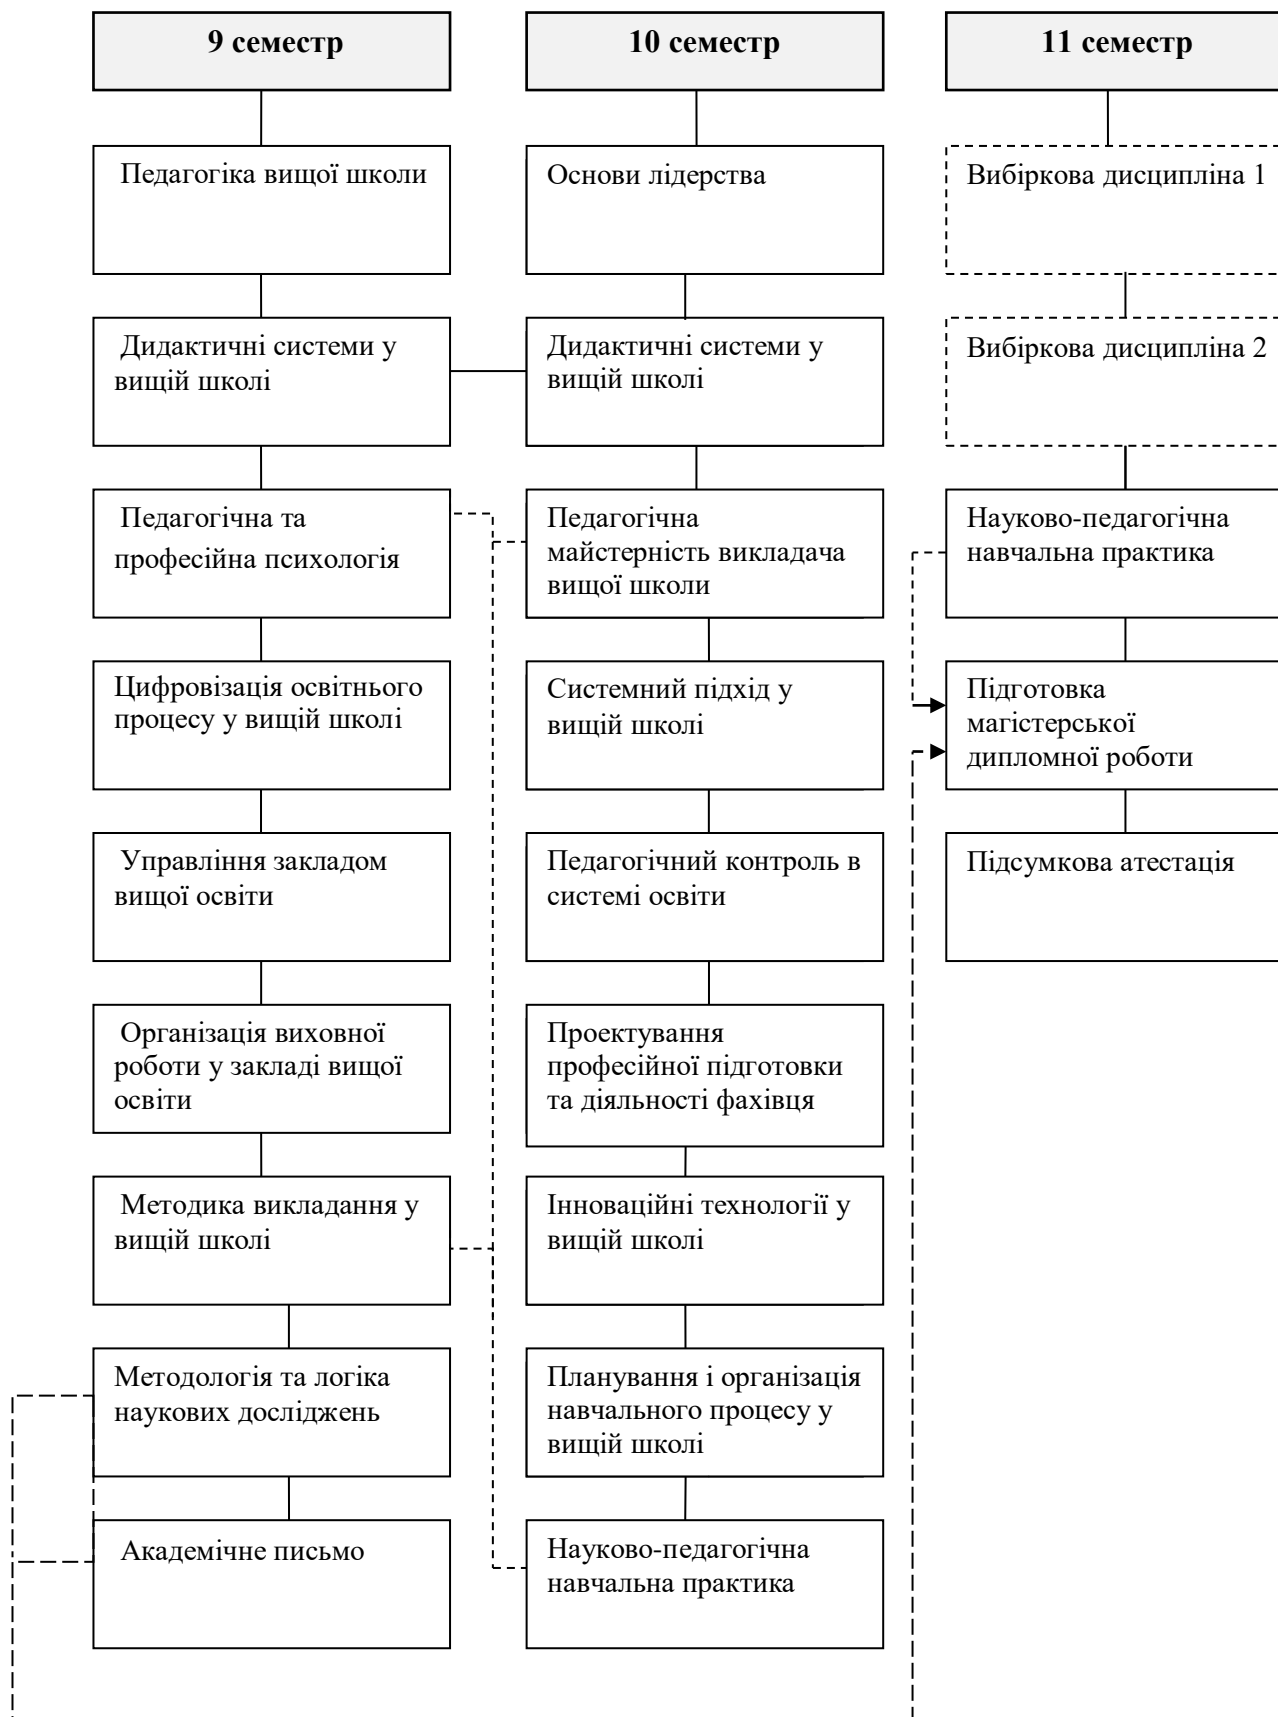 9 семестр
10 семестр
11 семестр
Педагогіка вищої школи
Основи лідерства
Вибіркова дисципліна 1
Дидактичні системи у
вищій школі
Дидактичні системи у
вищій школі
Вибіркова дисципліна 2
Педагогічна та
професійна психологія
Педагогічна
майстерність викладача
вищої школи
Науково-педагогічна
навчальна практика
Цифровізація освітнього
процесу у вищій школі
Системний підхід у
вищій школі
Підготовка
магістерської
дипломної роботи
Управління закладом
вищої освіти
Педагогічний контроль в
системі освіти
Підсумкова атестація
Організація виховної
роботи у закладі вищої
освіти
Проектування
професійної підготовки
та діяльності фахівця
Методика викладання у
вищій школі
Інноваційні технології у
вищій школі
Методологія та логіка
наукових досліджень
Планування і організація
навчального процесу у
вищій школі
Академічне письмо
Науково-педагогічна
навчальна практика